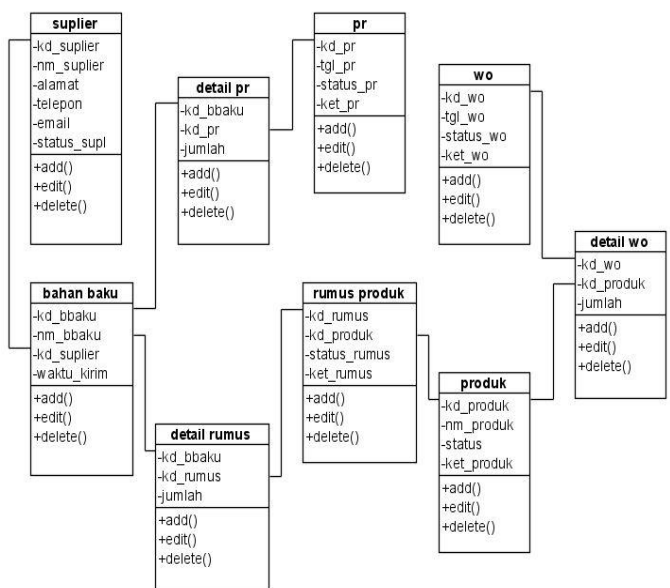 suplier
-kd_suplier
-nm_suplier
-alamat
-telepon
-email
-status_supl
+add()
+edit()
+delete()
detail pr
-kd_bbaku
-kd_pr
-jumlah
+add()
+edit()
+delete()
pr
-kd_pr
-tgl_pr
-status_pr
-ket_pr
+add()
+edit()
+delete()
wo
-kd_wo
-tgl_wo
-status_wo
-ket_wo
+add()
+edit()
+delete()
detail wo
-kd_wo
-kd_produk
-jumlah
+add()
+edit()
+delete()
bahan baku
-kd_bbaku
-nm_bbaku
-kd_suplier
-waktu_kirim
+add()
+edit()
+delete()
rumus produk
-kd_rumus
-kd_produk
-status_rumus
-ket_rumus
+add()
+edit()
+delete()
produk
-kd_produk
-nm_produk
-status
-ket_produk
+add()
+edit()
+delete()
detail rumus
-kd_bbaku
-kd_rumus
-jumlah
+add()
+edit()
+delete()